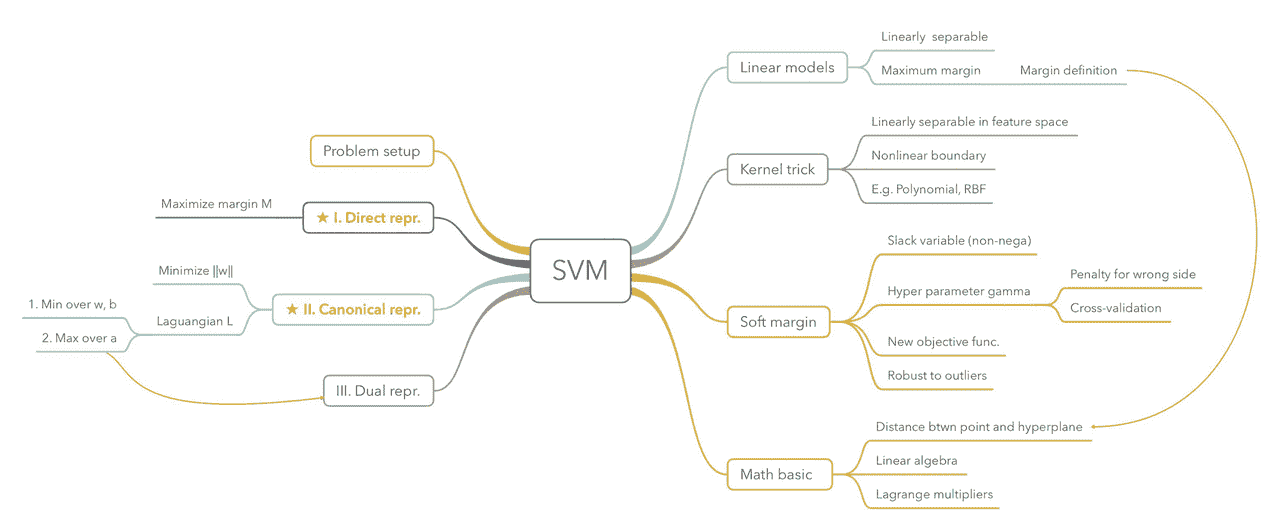 SVM
Problem setup
★ I. Direct repr.
Maximize margin M
★ II. Canonical repr.
Minimize ||w||
Laguangian L
1. Min over w, b
2. Max over a
III. Dual repr.
Linear models
Linearly separable
Maximum margin
Margin definition
Kernel trick
Linearly separable in feature space
Nonlinear boundary
E.g. Polynomial, RBF
Soft margin
Slack variable (non-nega)
Hyper parameter gamma
Penalty for wrong side
Cross-validation
New objective func.
Robust to outliers
Math basic
Distance btwn point and hyperplane
Linear algebra
Lagrange multipliers